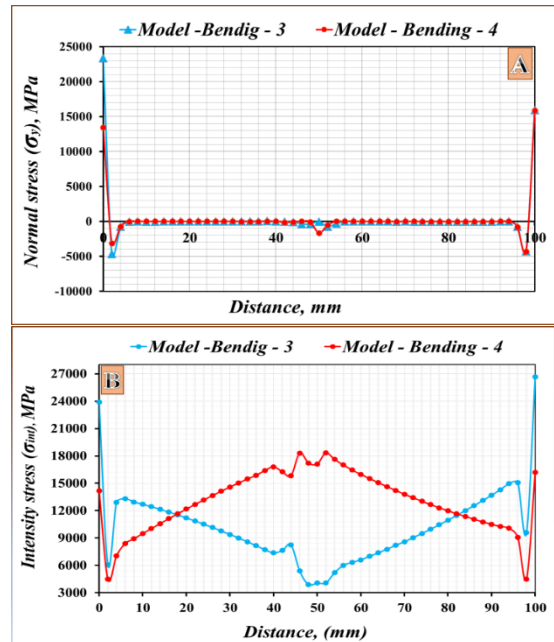 Model -Bendig - 3 Model - Bending - 4
A
25000
20000
15000
10000
5000
0
-5000
-10000
Normal stress (σy), MPa
0 20 40 60 80 100
Distance, mm
Model -Bendig - 3 Model - Bending - 4
B
27000
24000
21000
18000
15000
12000
9000
6000
3000
Intensity stress (σint), MPa
0 10 20 30 40 50 60 70 80 90 100
Distance, (mm)